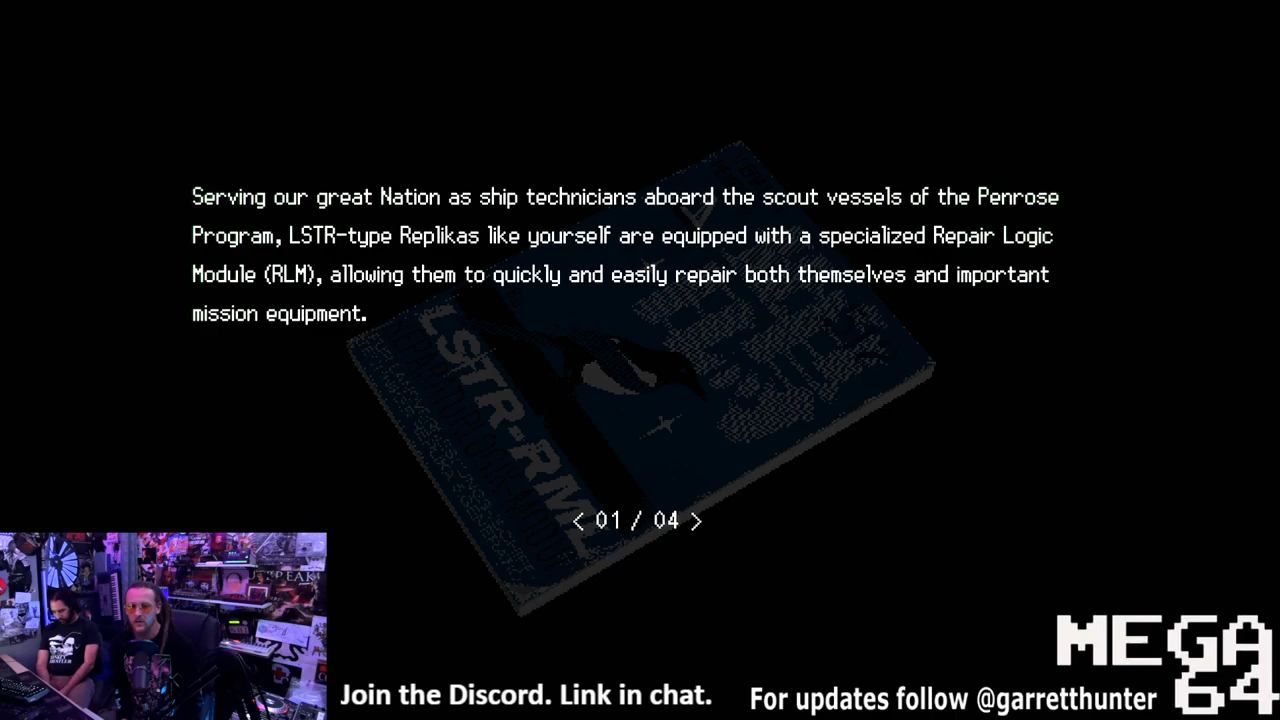 Serving our great Nation as ship technicians aboard the scout vessels of the Penrose
Program, LSTR-type Replikas like yourself are equipped with a specialized Repair Logic
Module (RLM), allowing them to quickly and easily repair both themselves and important
mission equipment.
LSTR-RML
< 01 / 04 >
MEGA
64
Join the Discord. Link in chat.
For updates follow @garretthunter